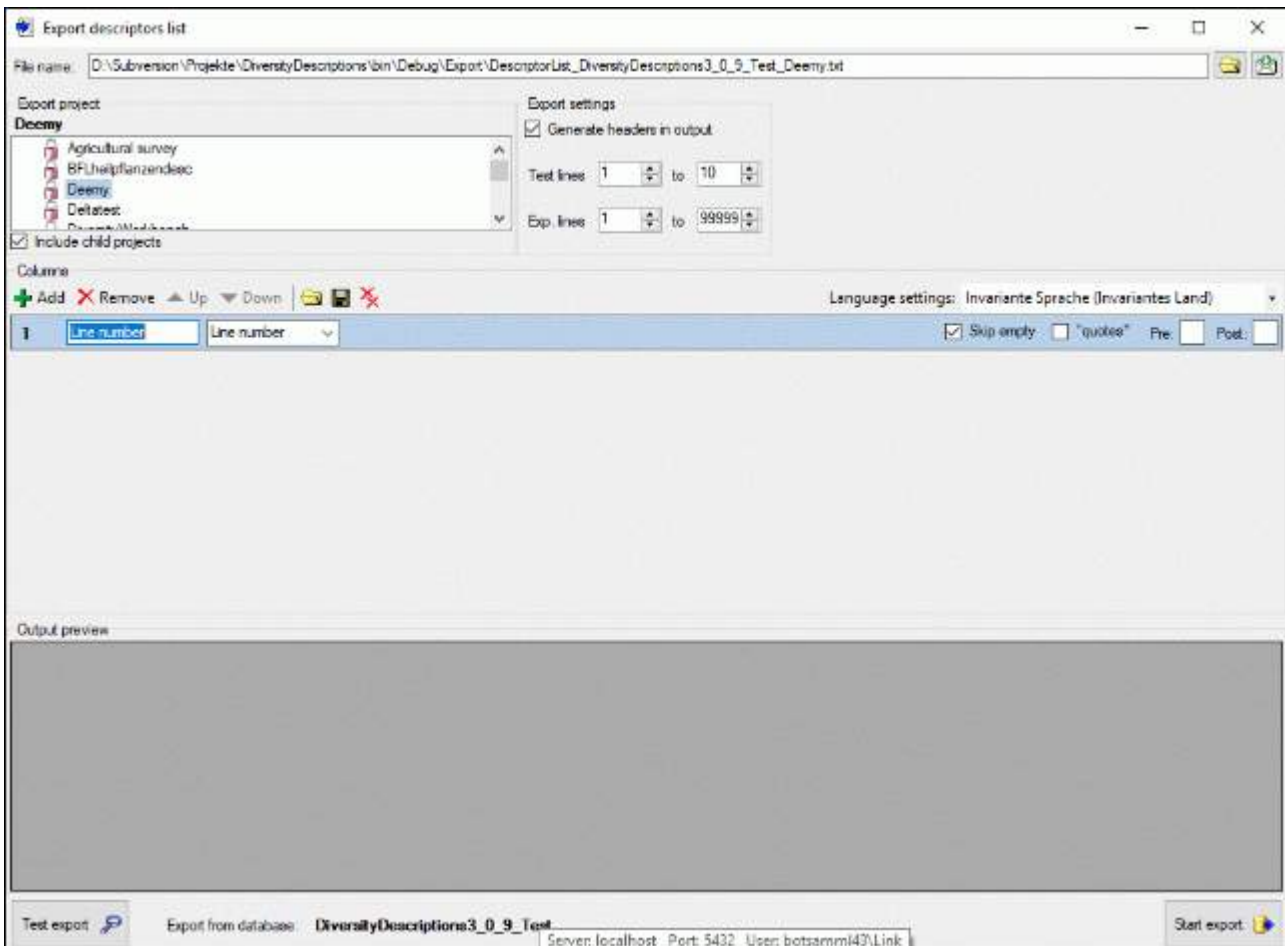 Export descriptors list
File name: D:\Subversion\Projekte\DiversityDescriptions\bin\Debug\Export\DescriptorList_DiversityDescriptions3_0_9_Test_Deemy.txt
Export project
Deemy
Agricultural survey
BFLheilpflanzendesc
Deemy
Deltatest
DiversityWorkbench
Include child projects
Export settings
Generate headers in output
Test lines 1 to 10
Exp. lines 1 to 99999
Columns
Add Remove Up Down Language settings: Invariante Sprache (Invariantes Land)
1 Line number Line number Skip empty "quotes" Pre: Post:
Output preview
Test export Export from database: DiversityDescriptions3_0_9_Test Start export
Server: localhost Port: 5432 User: botsamml43\Link